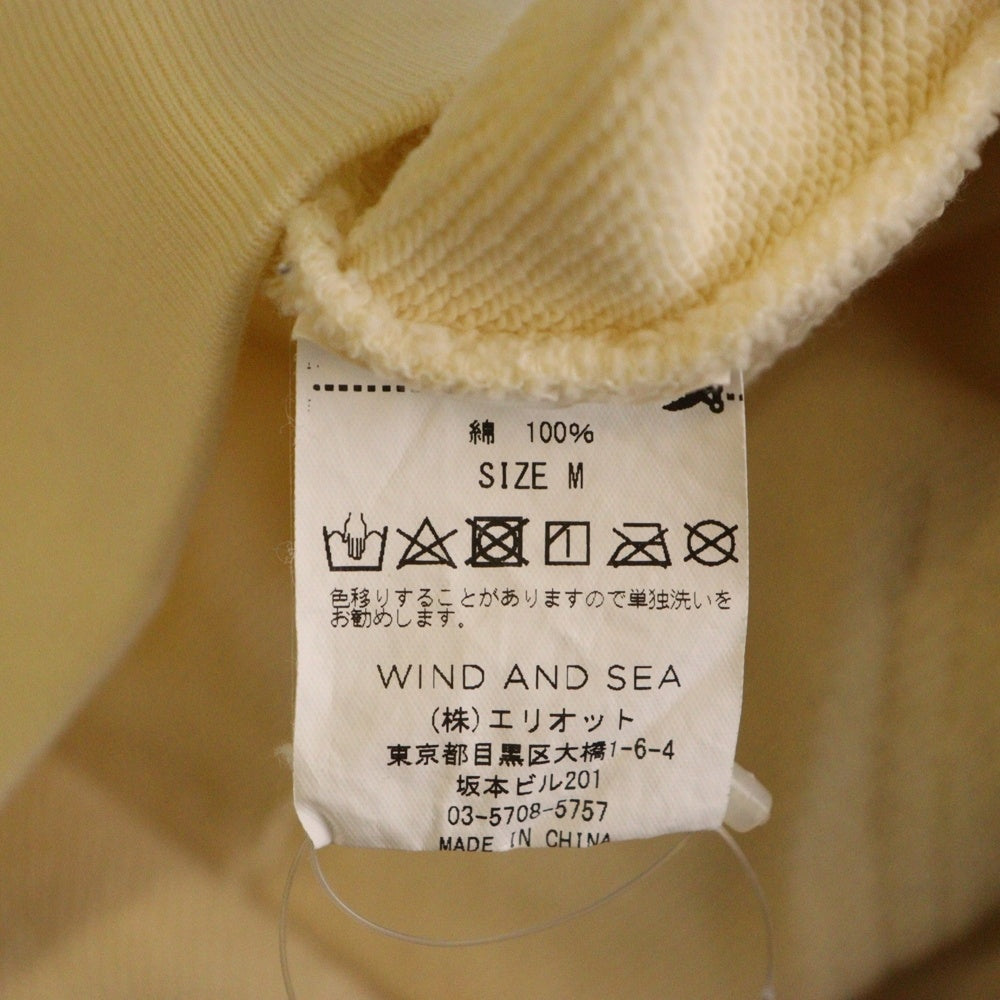 綿 100%
SIZE M
色移りすることがありますので単独洗いを
お勧めします。
WIND AND SEA
(株)エリオット
東京都目黒区大橋1-6-4
坂本ビル201
03-5708-5757
MADE IN CHINA